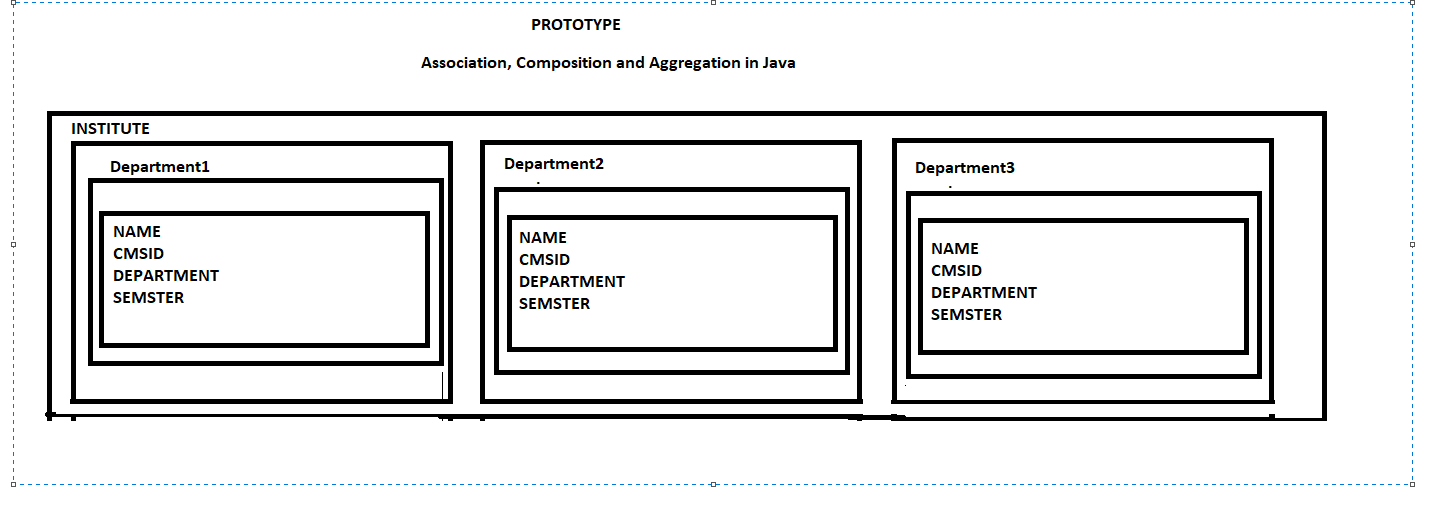 PROTOTYPE
Association, Composition and Aggregation in Java
INSTITUTE
Department1
NAME
CMSID
DEPARTMENT
SEMSTER
Department2
NAME
CMSID
DEPARTMENT
SEMSTER
Department3
NAME
CMSID
DEPARTMENT
SEMSTER